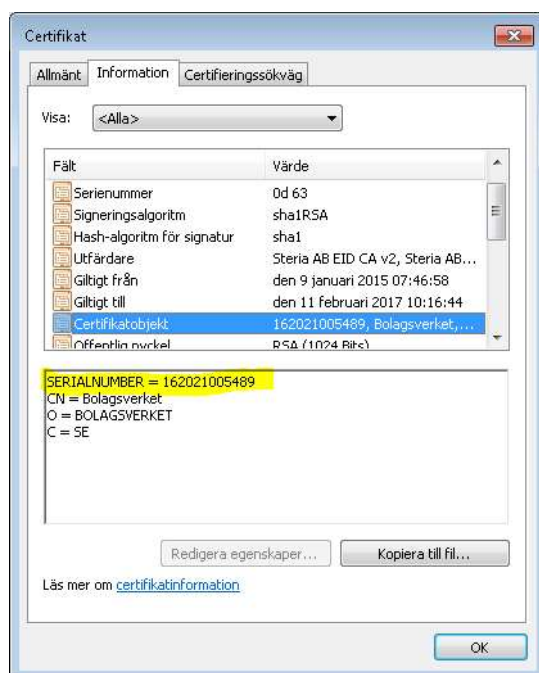 Certifikat
Allmänt Information Certifieringssökväg
Visa: <Alla>
Fält Värde
Serienummer 0d 63
Signeringsalgoritm sha1RSA
Hash-algoritm för signatur sha1
Utfärdare Steria AB EID CA v2, Steria AB...
Giltigt från den 9 januari 2015 07:46:58
Giltigt till den 11 februari 2017 10:16:44
Certifikatobjekt 162021005489, Bolagsverket,...
Offentlig nyckel RSA (1024 Bits)
SERIALNUMBER = 162021005489
CN = Bolagsverket
O = BOLAGSVERKET
C = SE
Redigera egenskaper... Kopiera till fil...
Läs mer om certifikatinformation
OK